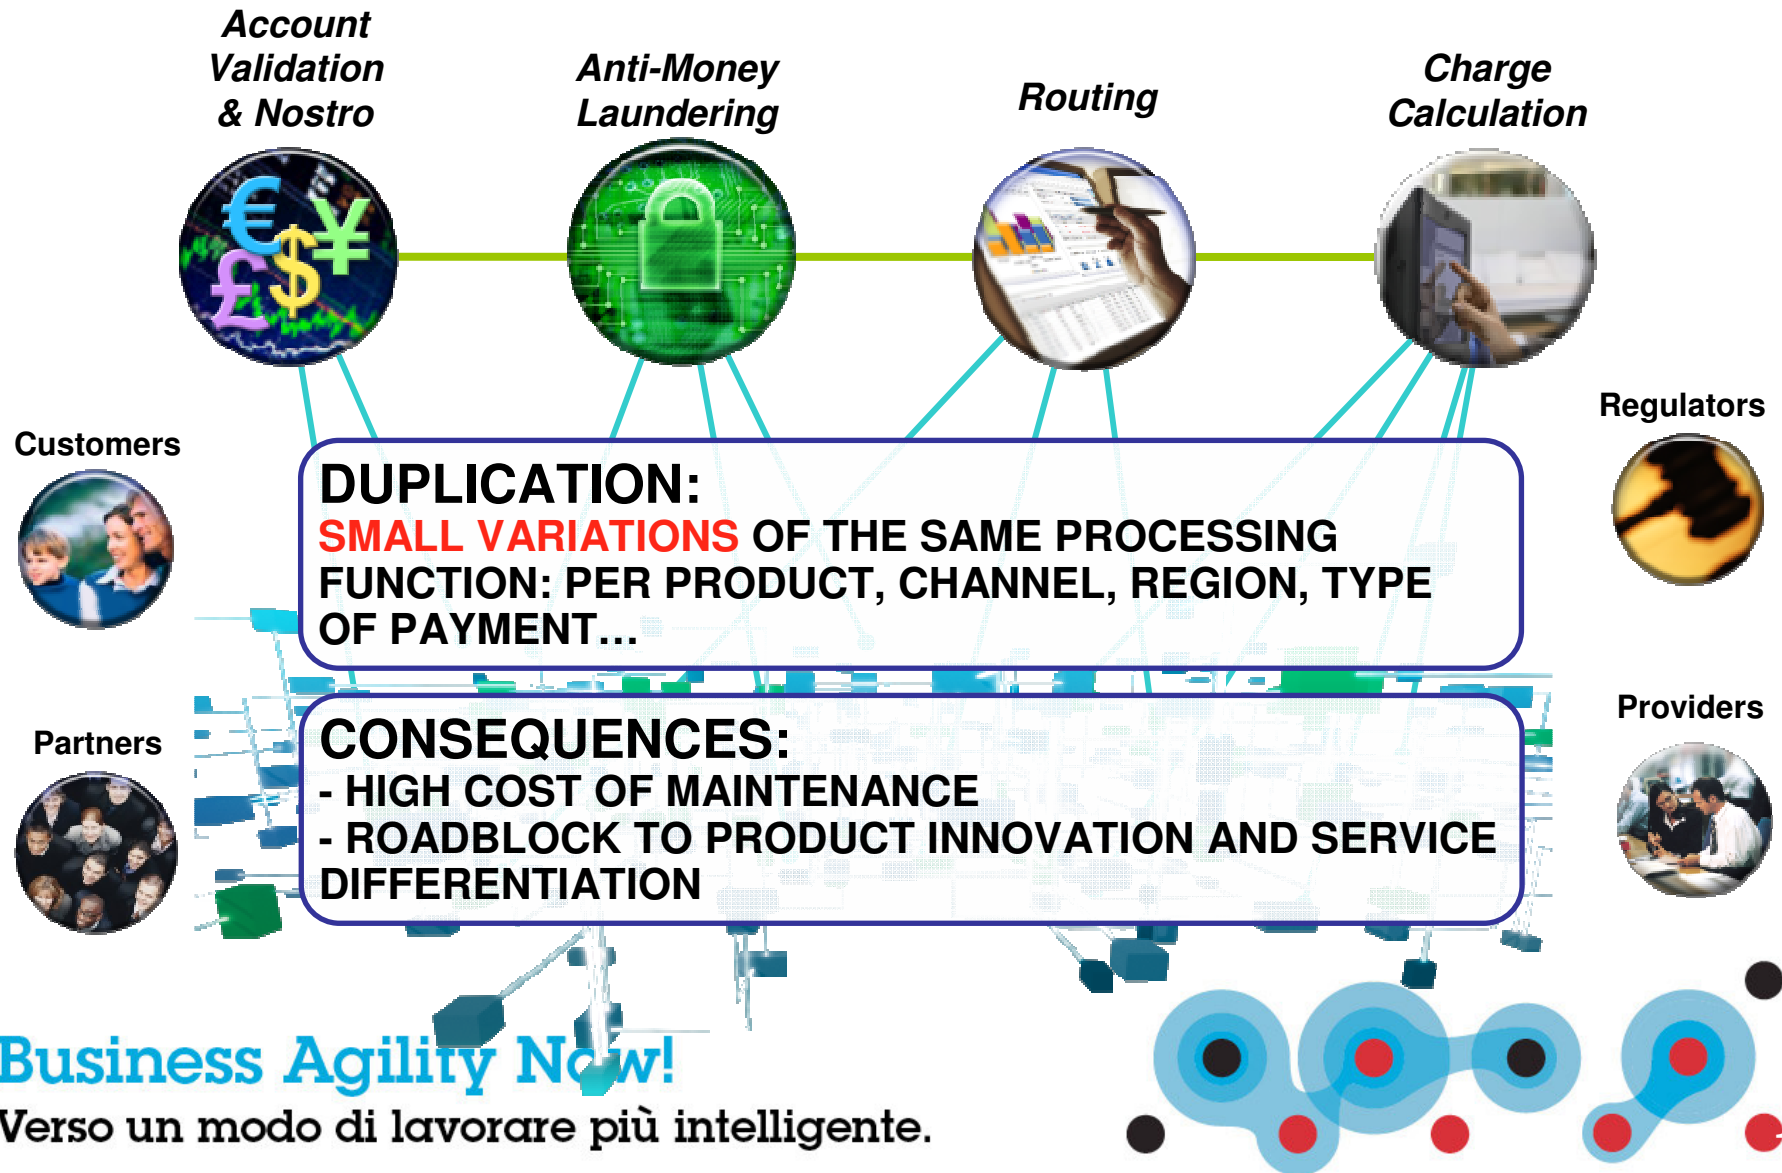 Account
Validation
& Nostro
Anti-Money
Laundering
Routing
Charge
Calculation
Customers
Regulators
DUPLICATION:
SMALL VARIATIONS OF THE SAME PROCESSING
FUNCTION: PER PRODUCT, CHANNEL, REGION, TYPE
OF PAYMENT...
Partners
Providers
CONSEQUENCES:
- HIGH COST OF MAINTENANCE
- ROADBLOCK TO PRODUCT INNOVATION AND SERVICE
DIFFERENTIATION
Business Agility Now!
Verso un modo di lavorare più intelligente.